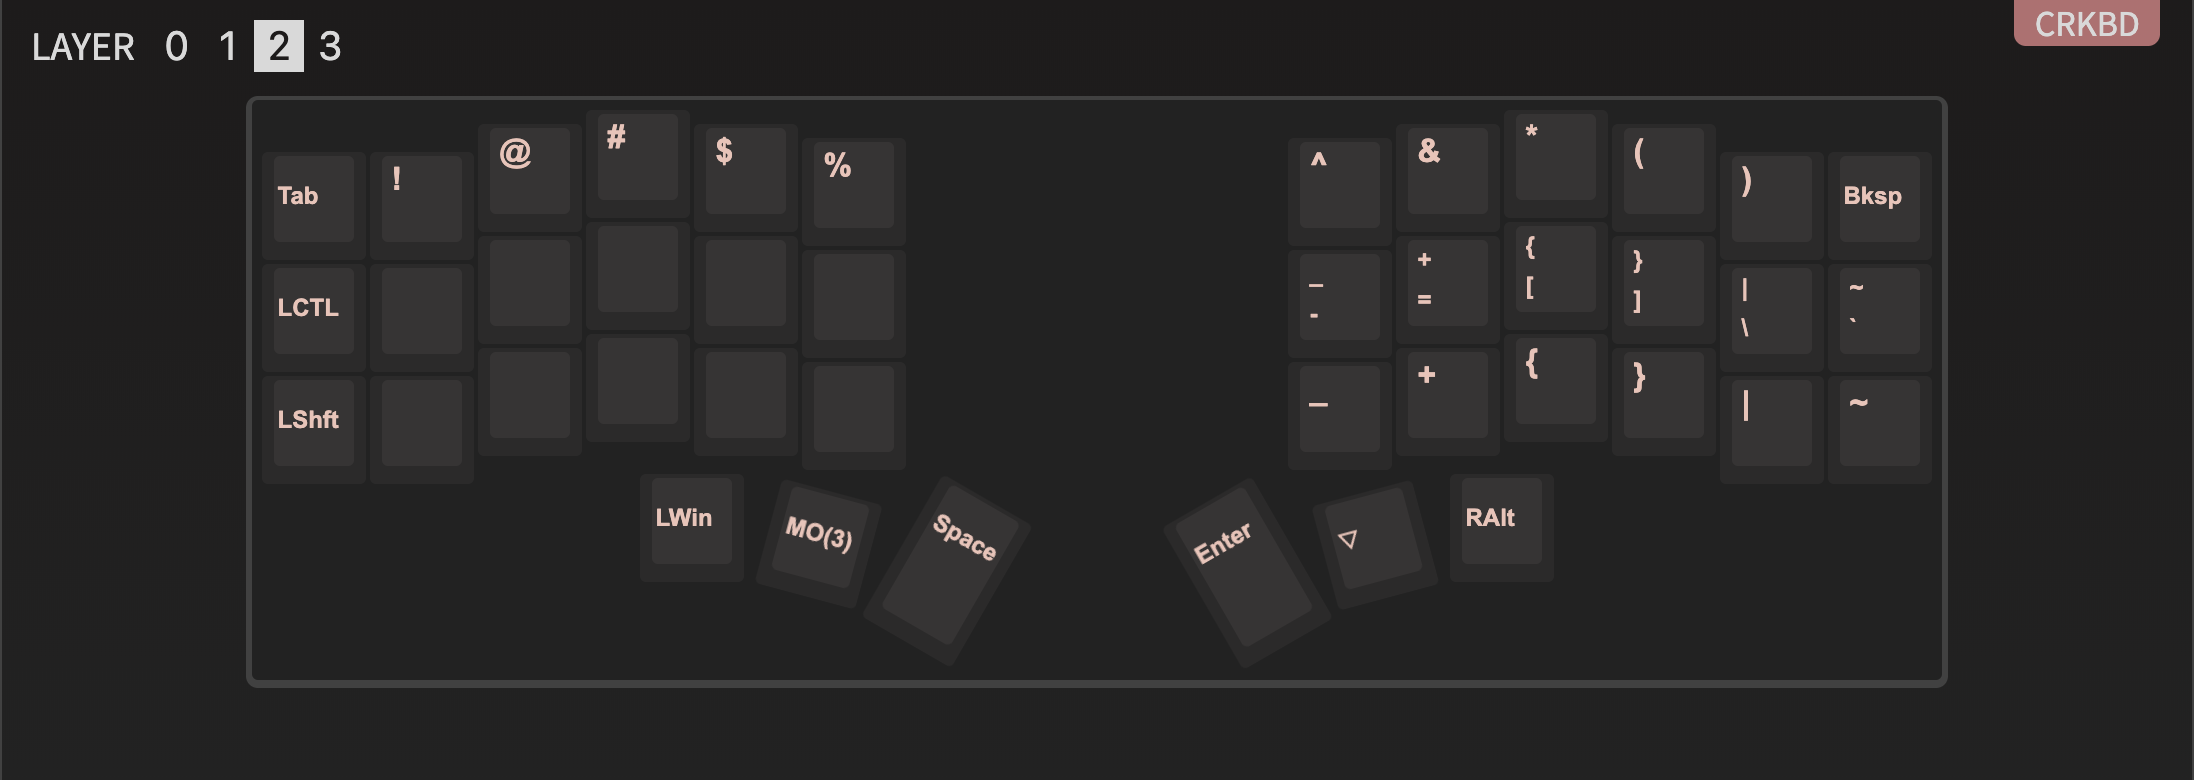 LAYER 0 1 2 3
CRKBD
Tab ! @ # $ % ^ & * ( ) Bksp
LCTL _ - + = { [ } ] | \ ~ `
LShft _ + { } | ~
LWin MO(3) Space Enter ▽ RAlt